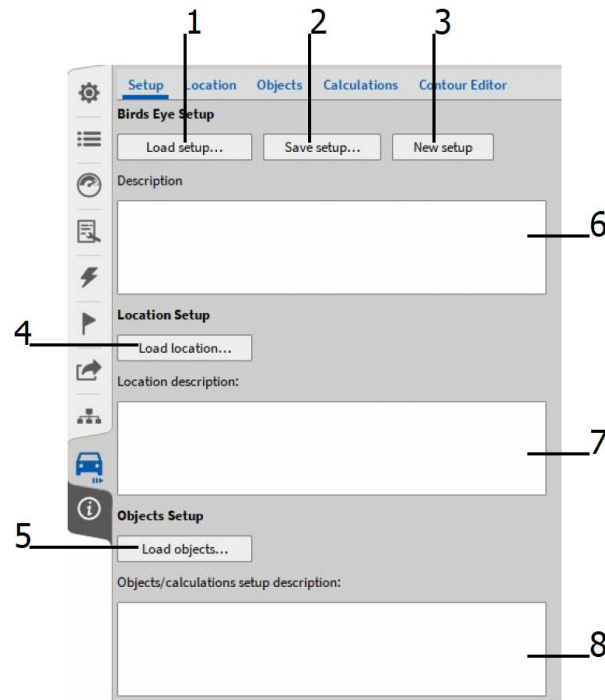 1 2 3
Setup Location Objects Calculations Contour Editor
Birds Eye Setup
Load setup... Save setup... New setup
Description
6
Location Setup
4
Load location...
Location description:
7
Objects Setup
5
Load objects...
Objects/calculations setup description:
8